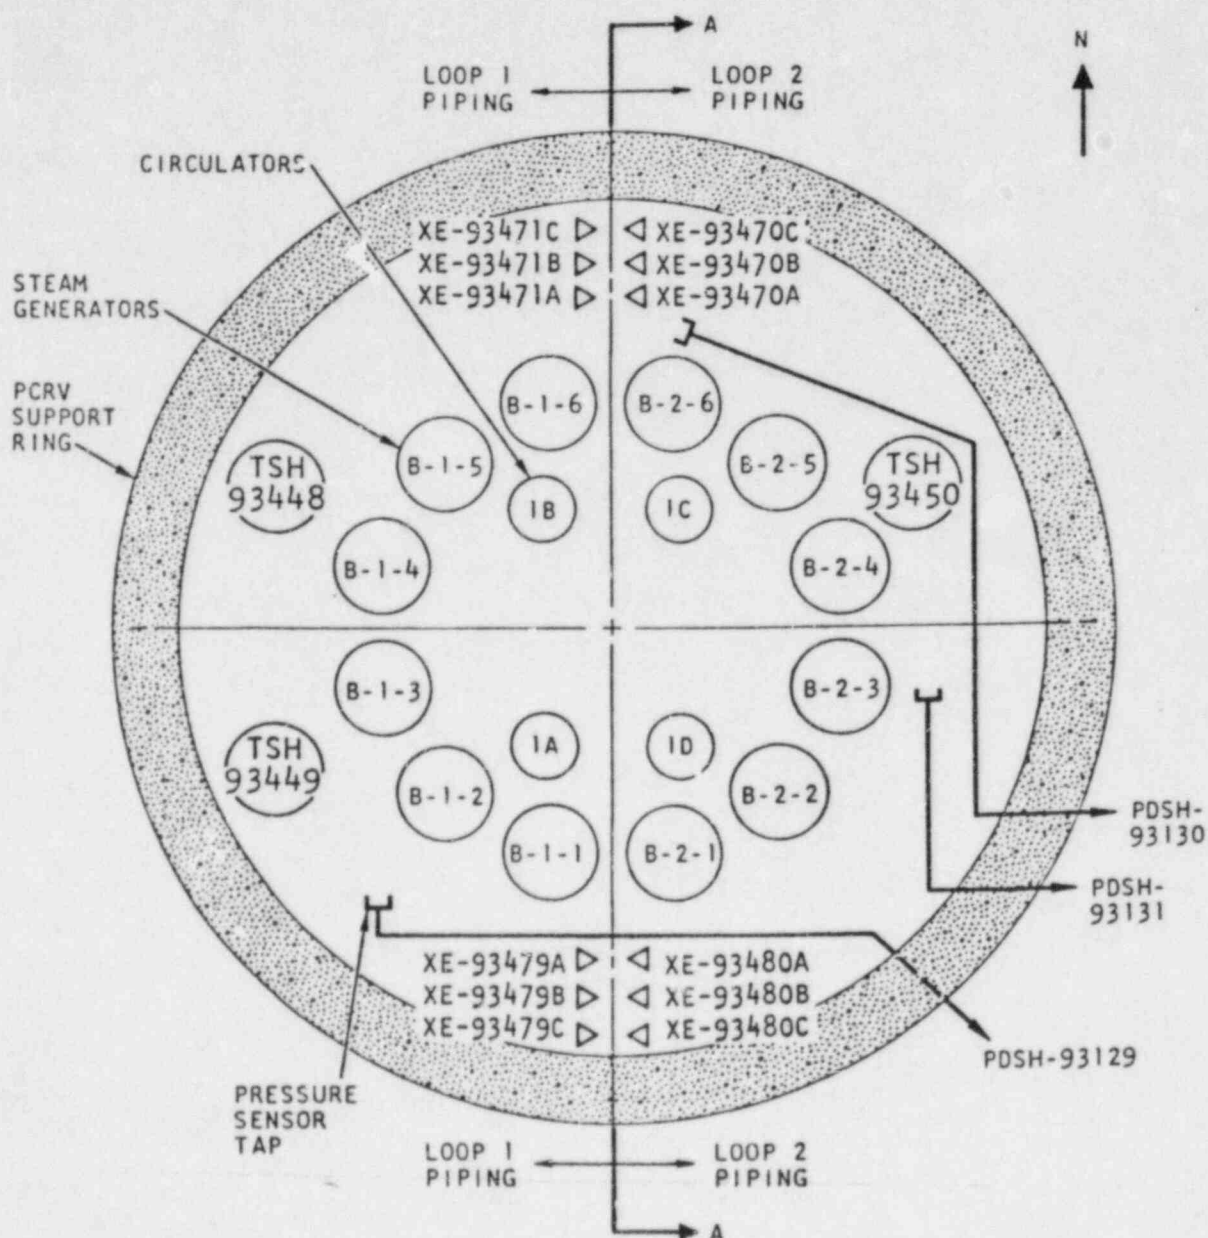 A
N
LOOP 1
PIPING
LOOP 2
PIPING
CIRCULATORS
XE-93471C
XE-93470C
XE-93471B
XE-93470B
XE-93471A
XE-93470A
STEAM
GENERATORS
PCRV
SUPPORT
RING
B-1-6
B-2-6
B-1-5
B-2-5
TSH
93448
TSH
93450
1B
1C
B-1-4
B-2-4
B-1-3
B-2-3
TSH
93449
1A
1D
B-1-2
B-2-2
B-1-1
B-2-1
PDSH-
93130
PDSH-
93131
XE-93479A
XE-93480A
XE-93479B
XE-93480B
XE-93479C
XE-93480C
PDSH-93129
PRESSURE
SENSOR
TAP
LOOP 1
PIPING
LOOP 2
PIPING
A